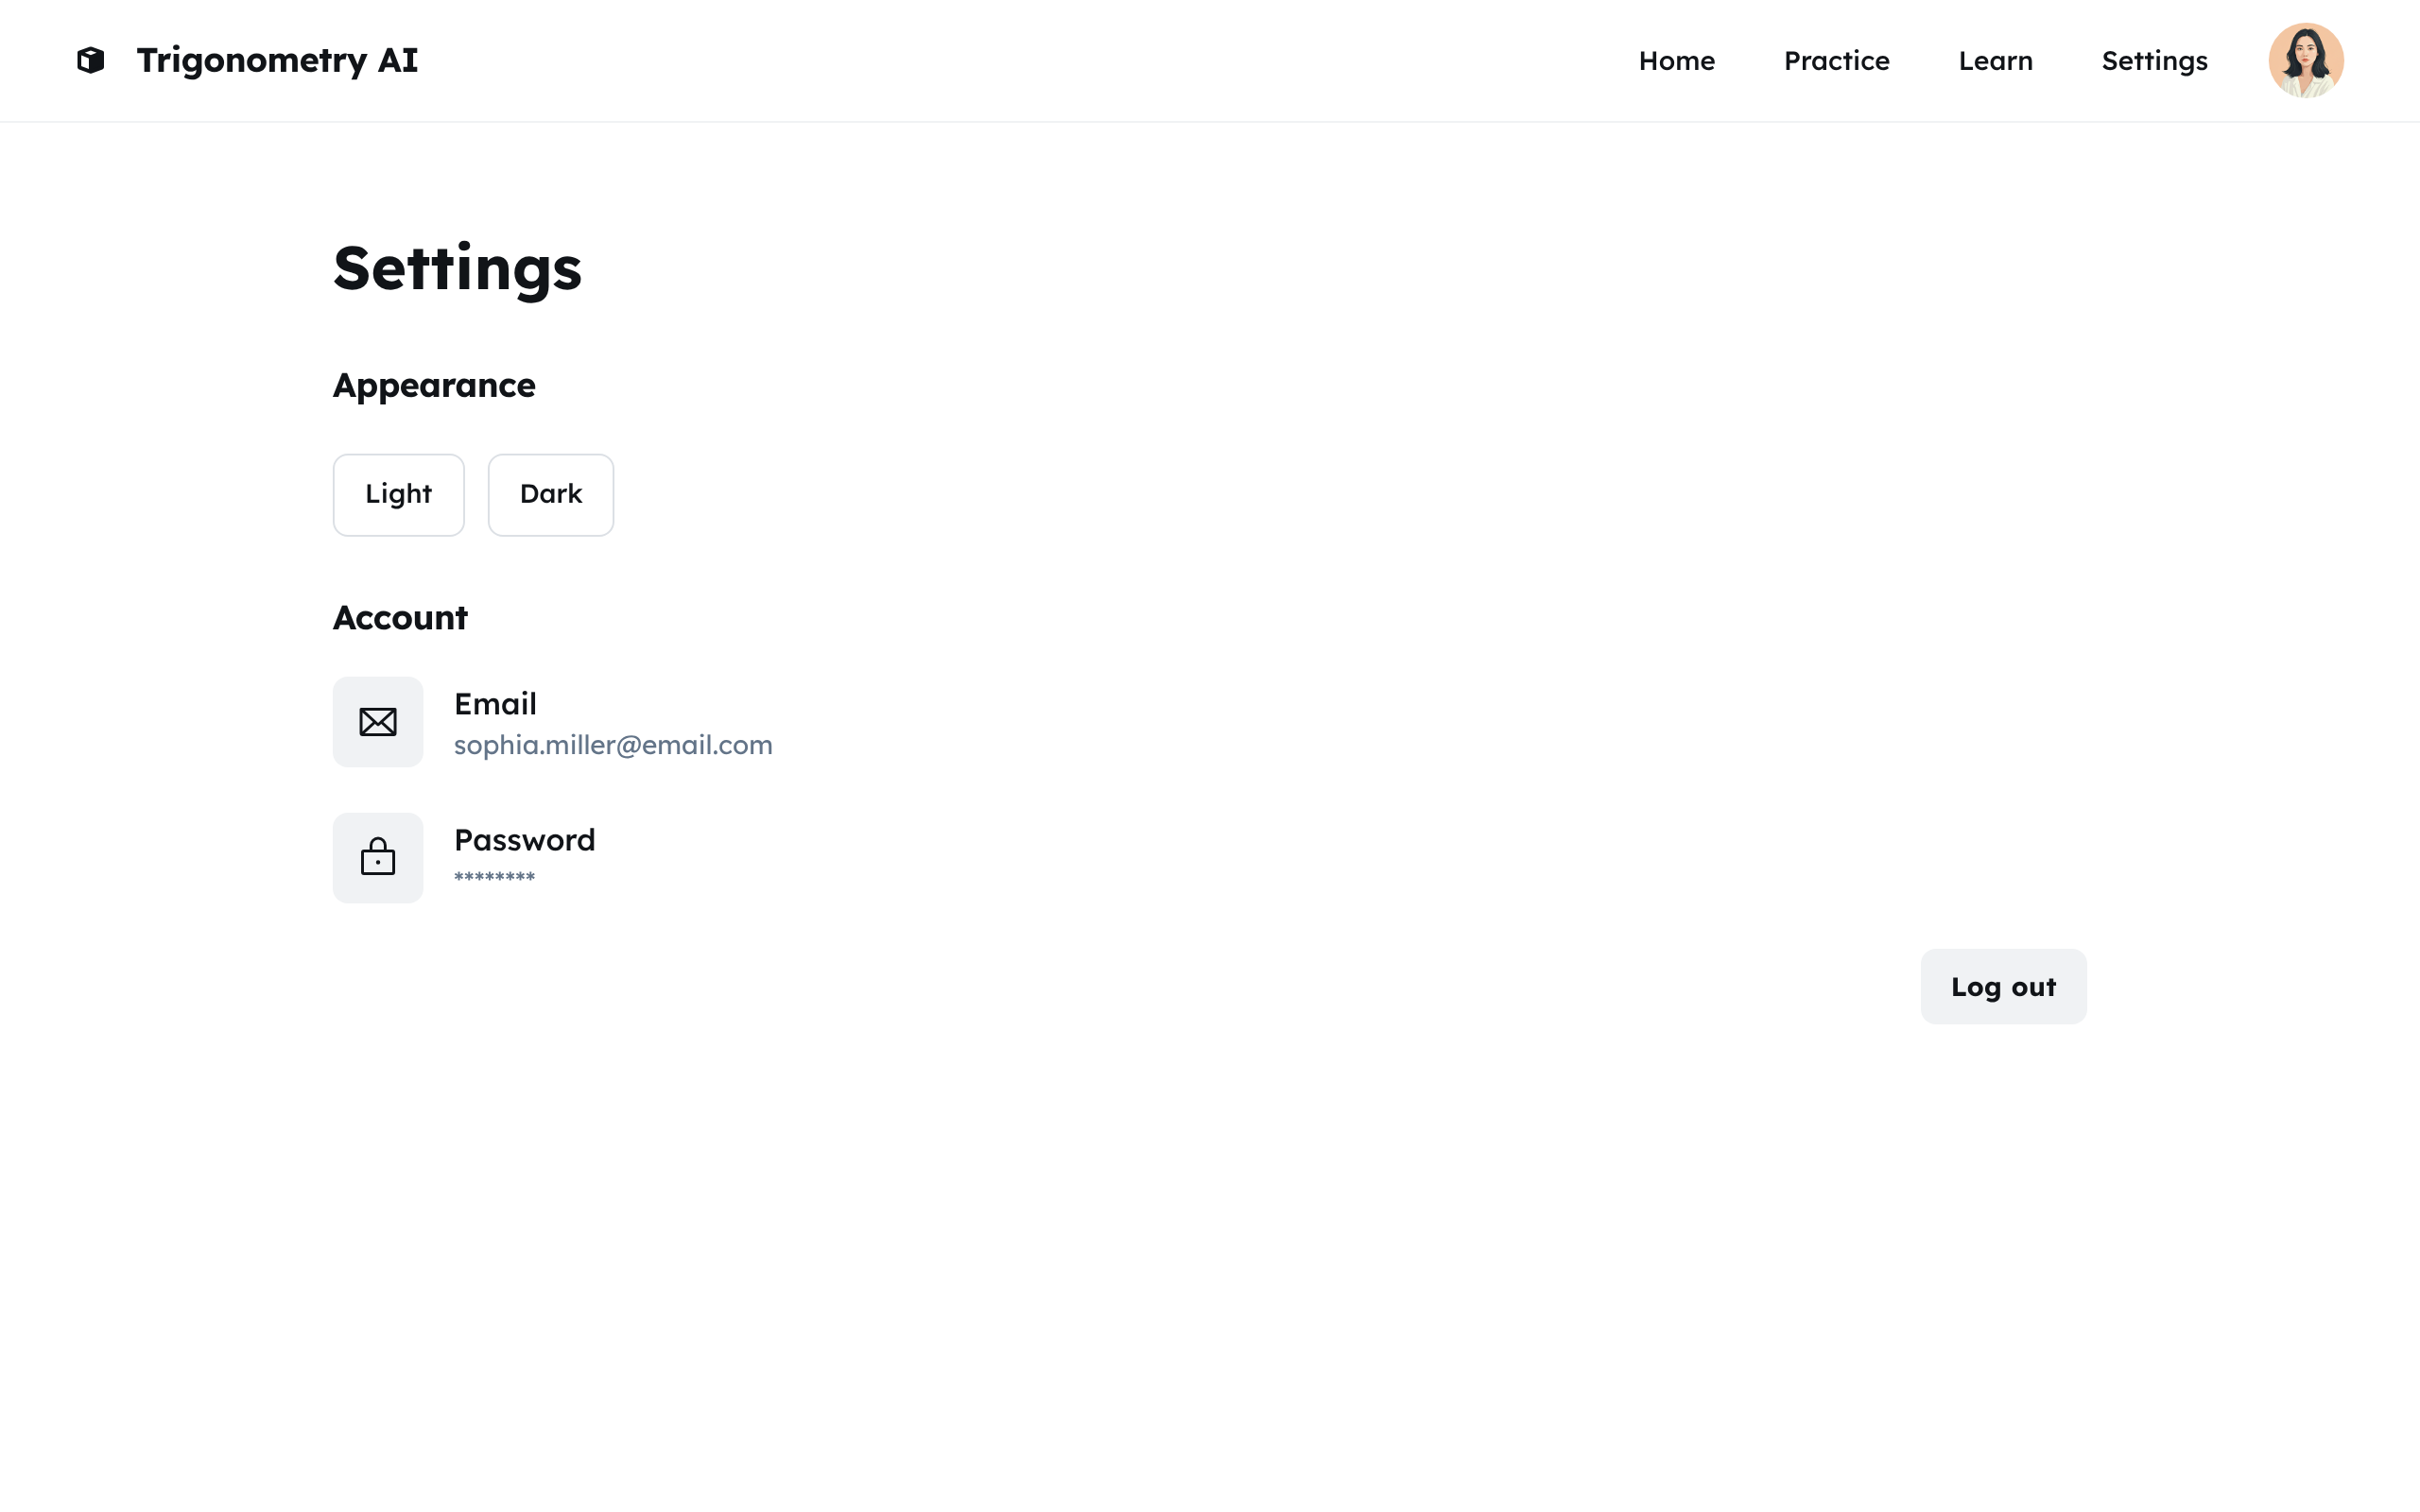 Trigonometry AI
Home Practice Learn Settings
Settings
Appearance
Light Dark
Account
Email
sophia.miller@email.com
Password
********
Log out